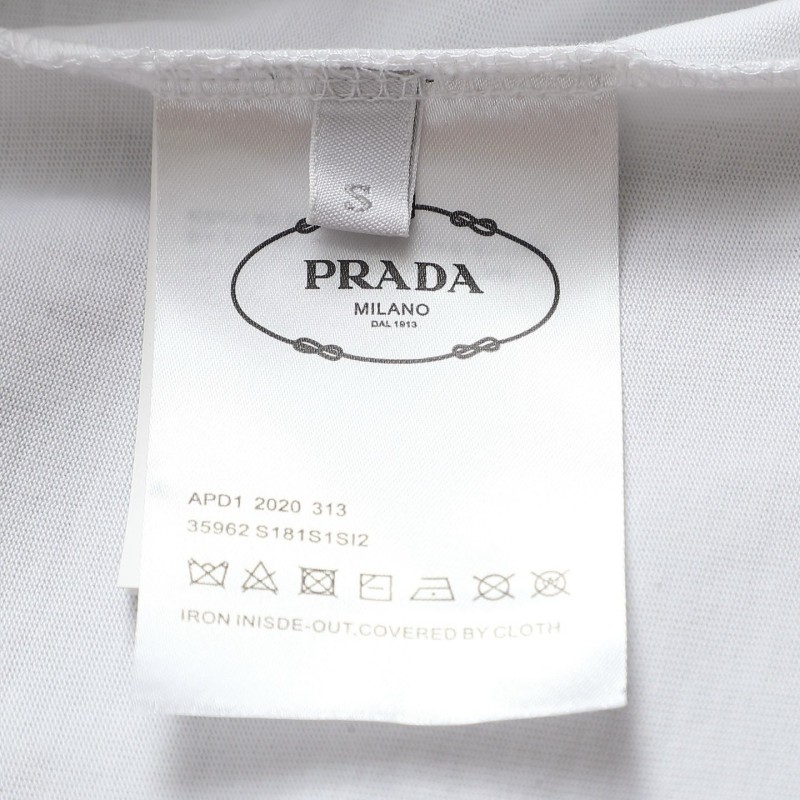 S
PRADA
MILANO
DAL 1913
APD1 2020 313
35962 S181S1SI2
IRON INISDE-OUT,COVERED BY CLOTH